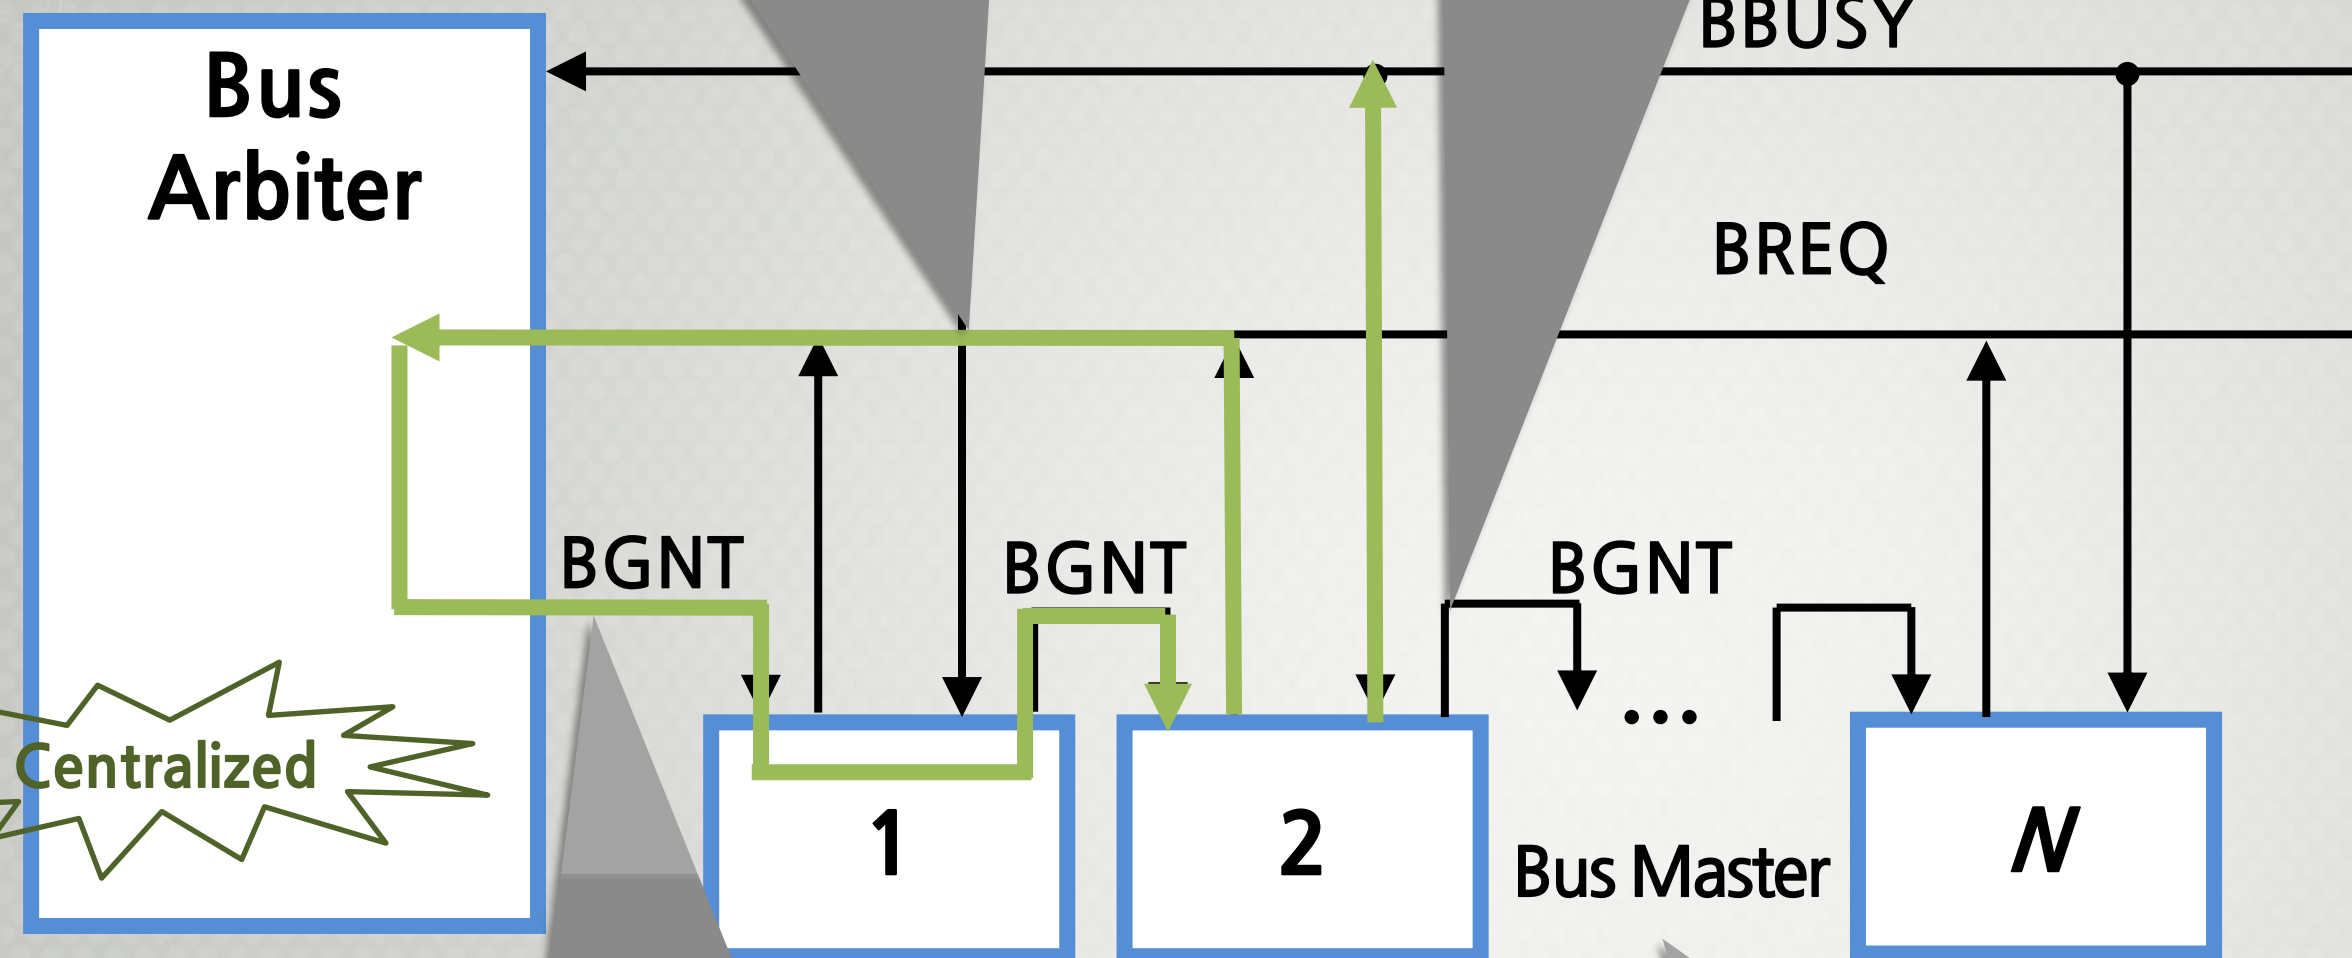 BBUSY
Bus
Arbiter
BREQ
BGNT
BGNT
BGNT
...
Centralized
1
2
Bus Master
N